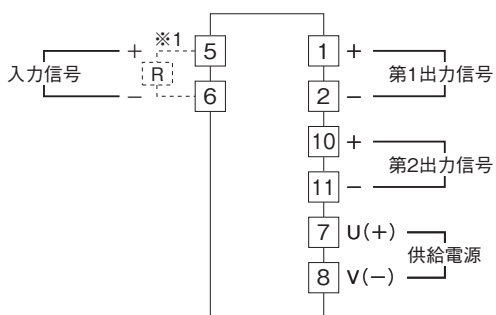 ※1
+ 5 1 +
入力信号 R 第1出力信号
− 6 2 −
10 +
第2出力信号
11 −
7 U(+)
供給電源
8 V(−)